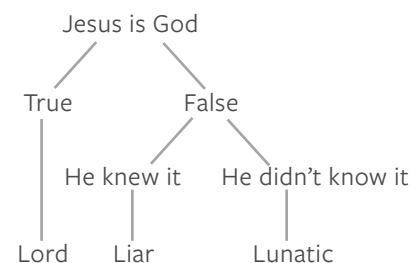 Jesus is God
True False
He knew it He didn’t know it
Lord Liar Lunatic